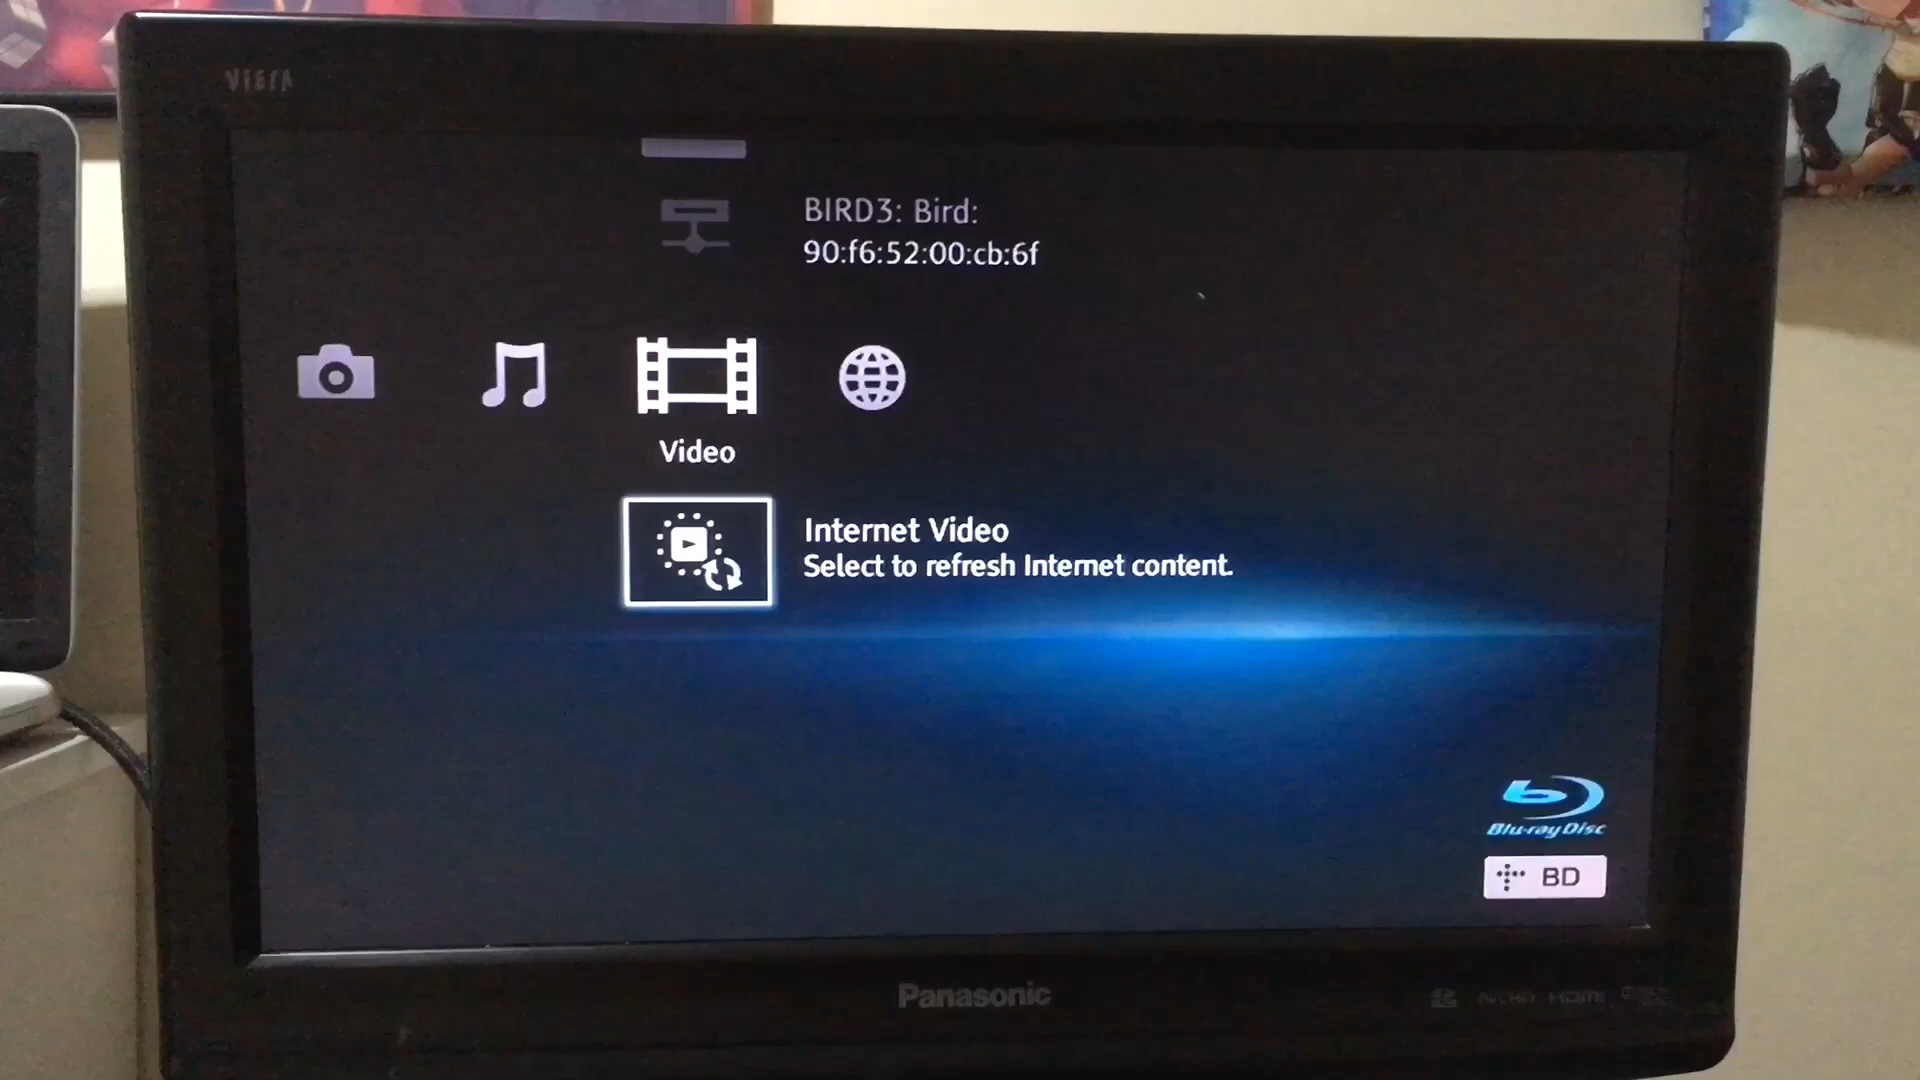 VIERA
BIRD3: Bird:
90:f6:52:00:cb:6f
Video
Internet Video
Select to refresh Internet content.
Blu-ray Disc
BD
Panasonic
HDMI